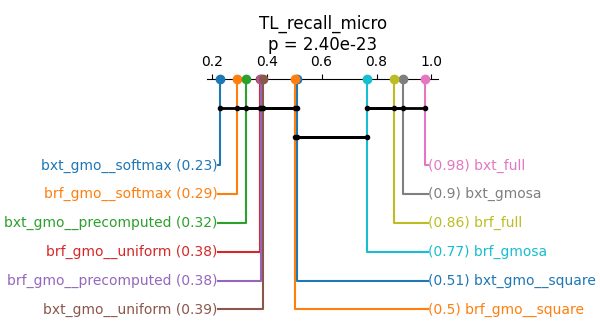 TL_recall_micro
p = 2.40e-23
0.2 0.4 0.6 0.8 1.0
bxt_gmo__softmax (0.23) (0.98) bxt_full
brf_gmo__softmax (0.29) (0.9) bxt_gmosa
bxt_gmo__precomputed (0.32) (0.86) brf_full
brf_gmo__uniform (0.38) (0.77) brf_gmosa
brf_gmo__precomputed (0.38) (0.51) bxt_gmo__square
bxt_gmo__uniform (0.39) (0.5) brf_gmo__square